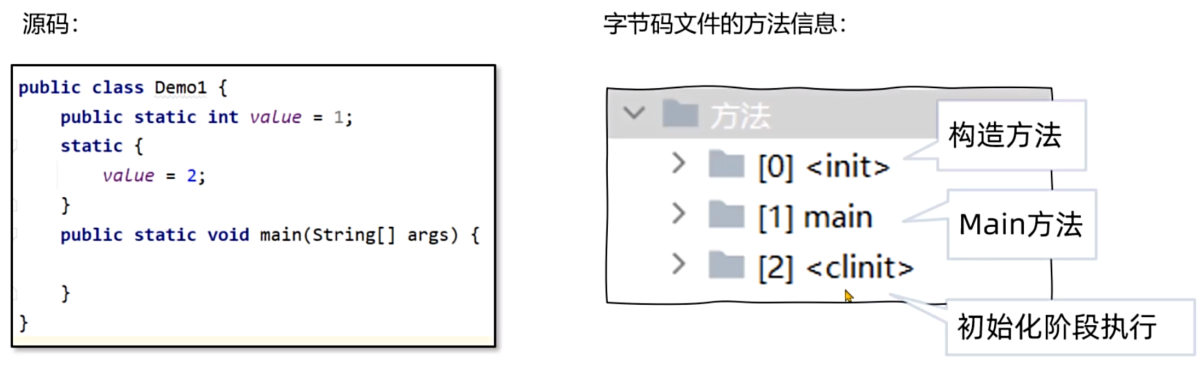 源码:
public class Demo1 {
public static int value = 1;
static {
value = 2;
}
public static void main(String[] args) {
}
}
字节码文件的方法信息:
方法
[0] <init>
构造方法
[1] main
Main方法
[2] <clinit>
初始化阶段执行